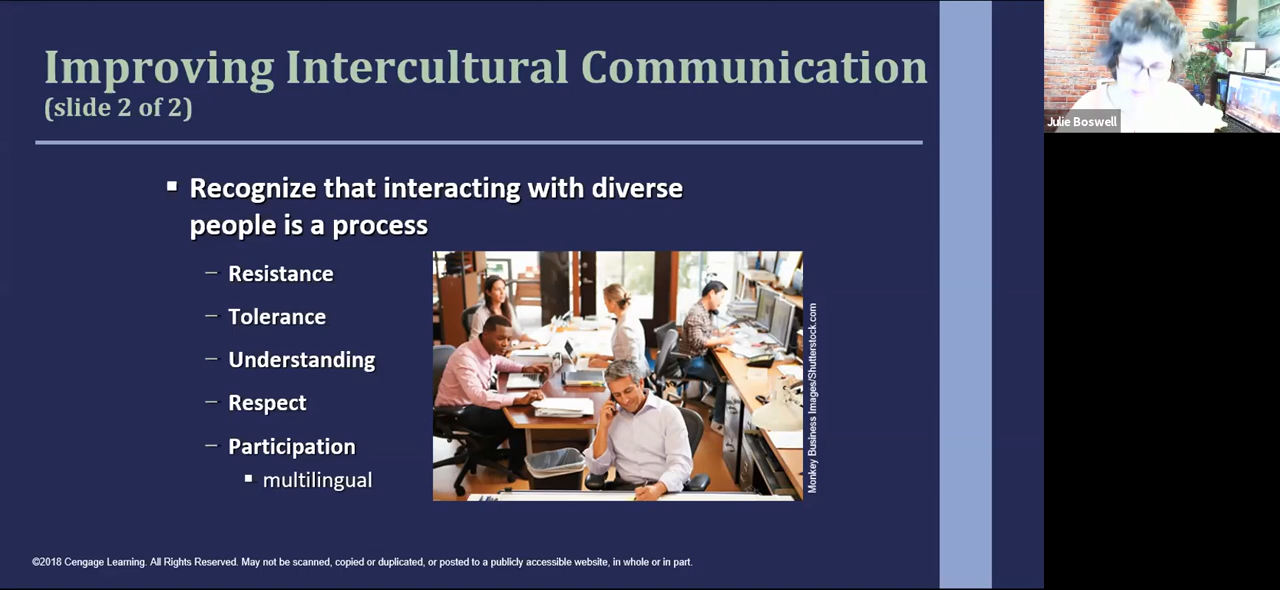 Improving Intercultural Communication
(slide 2 of 2)
Julie Boswell
▪ Recognize that interacting with diverse
people is a process
– Resistance
– Tolerance
– Understanding
– Respect
– Participation
▪ multilingual
Monkey Business Images/Shutterstock.com
©2018 Cengage Learning. All Rights Reserved. May not be scanned, copied or duplicated, or posted to a publicly accessible website, in whole or in part.